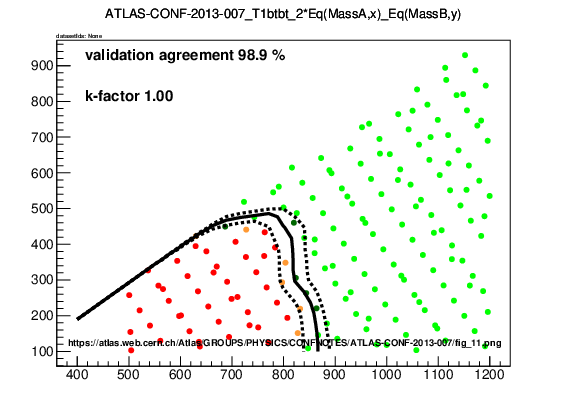 ATLAS-CONF-2013-007_T1btbt_2*Eq(MassA,x)_Eq(MassB,y)
datasetIds: None
validation agreement 98.9 %
k-factor 1.00
900
800
700
600
500
400
300
200
100
https://atlas.web.cern.ch/Atlas/GROUPS/PHYSICS/CONFNOTES/ATLAS-CONF-2013-007/fig_11.png
400 500 600 700 800 900 1000 1100 1200